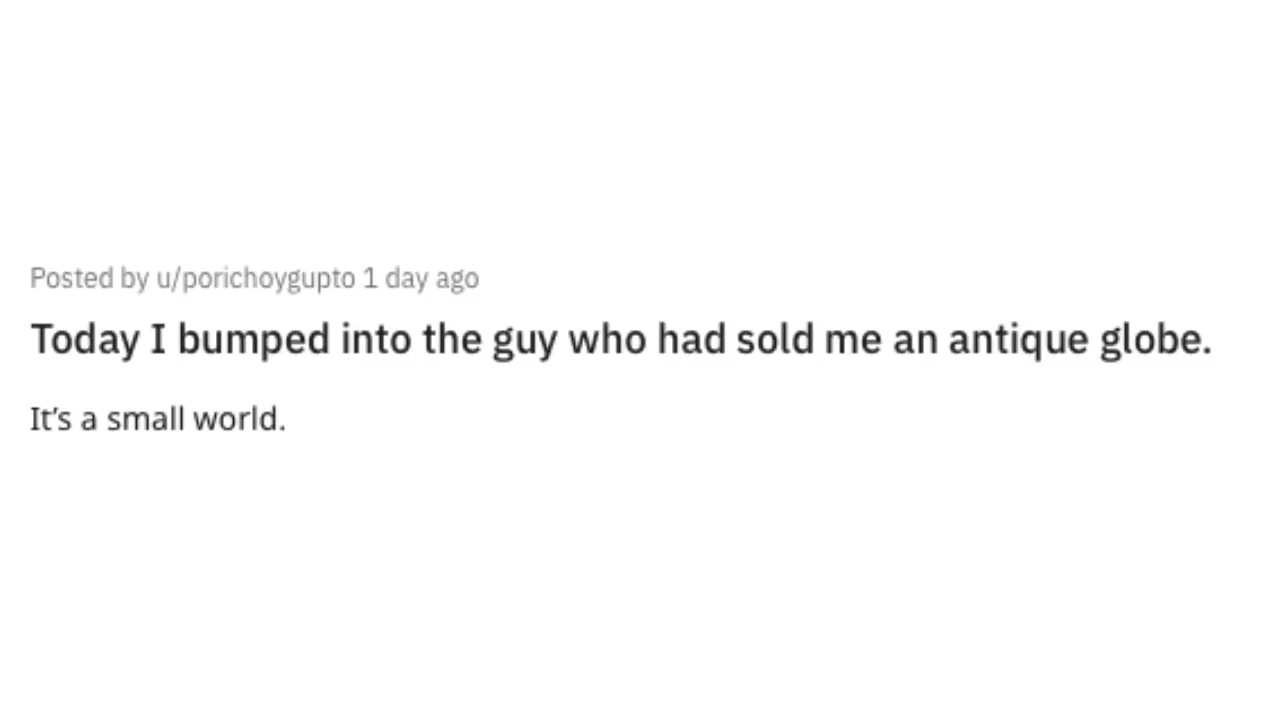 Posted by u/porichoygupto 1 day ago
Today I bumped into the guy who had sold me an antique globe.
It's a small world.